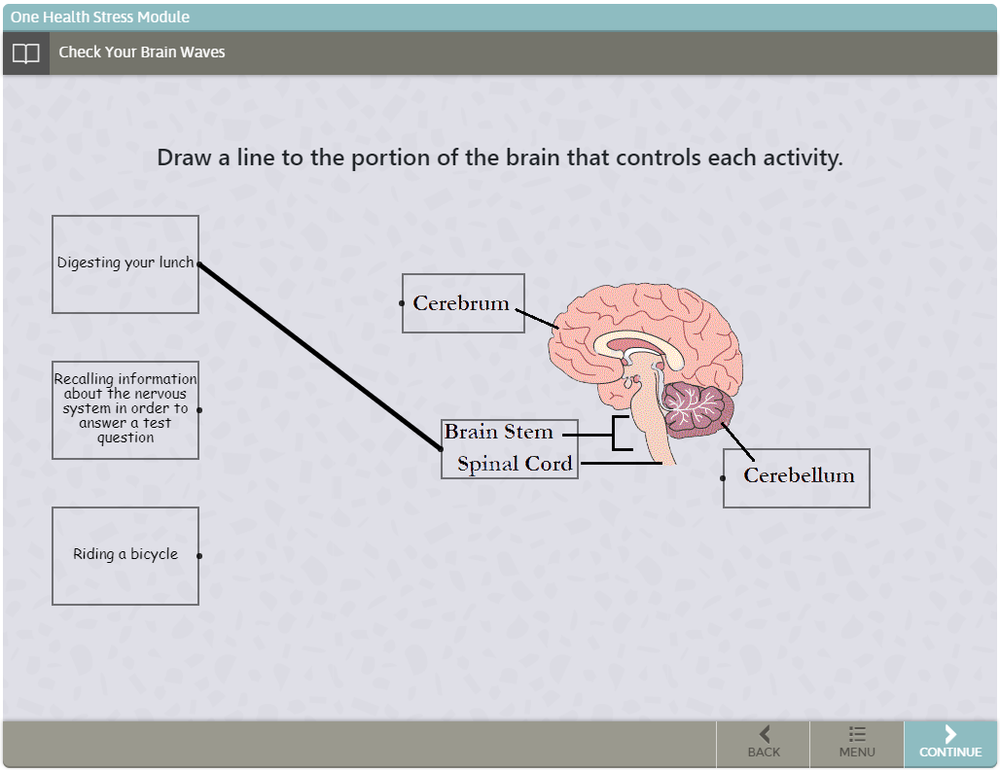 One Health Stress Module
Check Your Brain Waves
Draw a line to the portion of the brain that controls each activity.
Digesting your lunch
Cerebrum
Recalling information
about the nervous
system in order to
answer a test
question
Brain Stem
Spinal Cord
Cerebellum
Riding a bicycle
BACK
MENU
CONTINUE